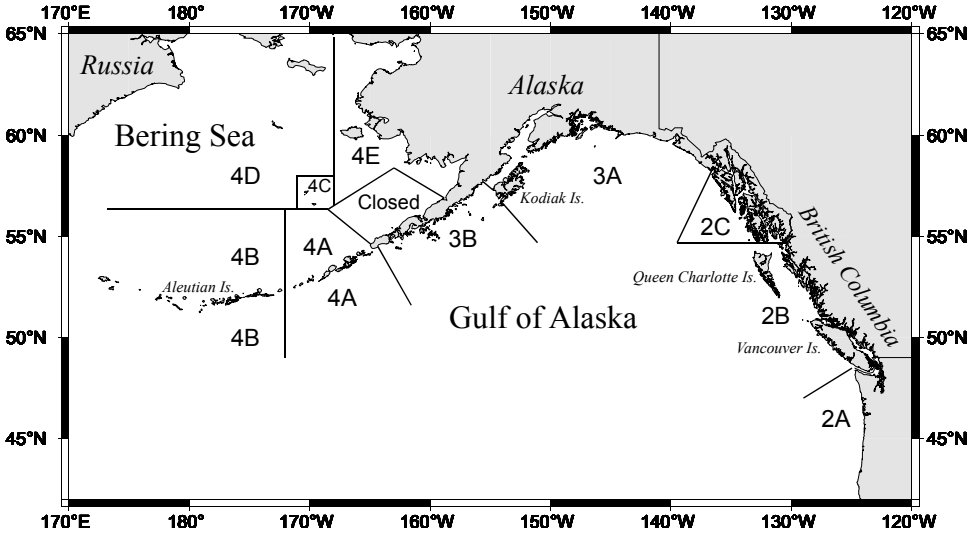 170°E 180° 170°W 160°W 150°W 140°W 130°W 120°W
65°N 65°N
Russia
Alaska
60°N 60°N
Bering Sea
4E
4D
4C
3A
Closed
Kodiak Is.
2C
British Columbia
55°N 55°N
4A
3B
4B
Queen Charlotte Is.
Aleutian Is.
4A
Gulf of Alaska
2B
50°N 50°N
4B
Vancouver Is.
2A
45°N 45°N
170°E 180° 170°W 160°W 150°W 140°W 130°W 120°W